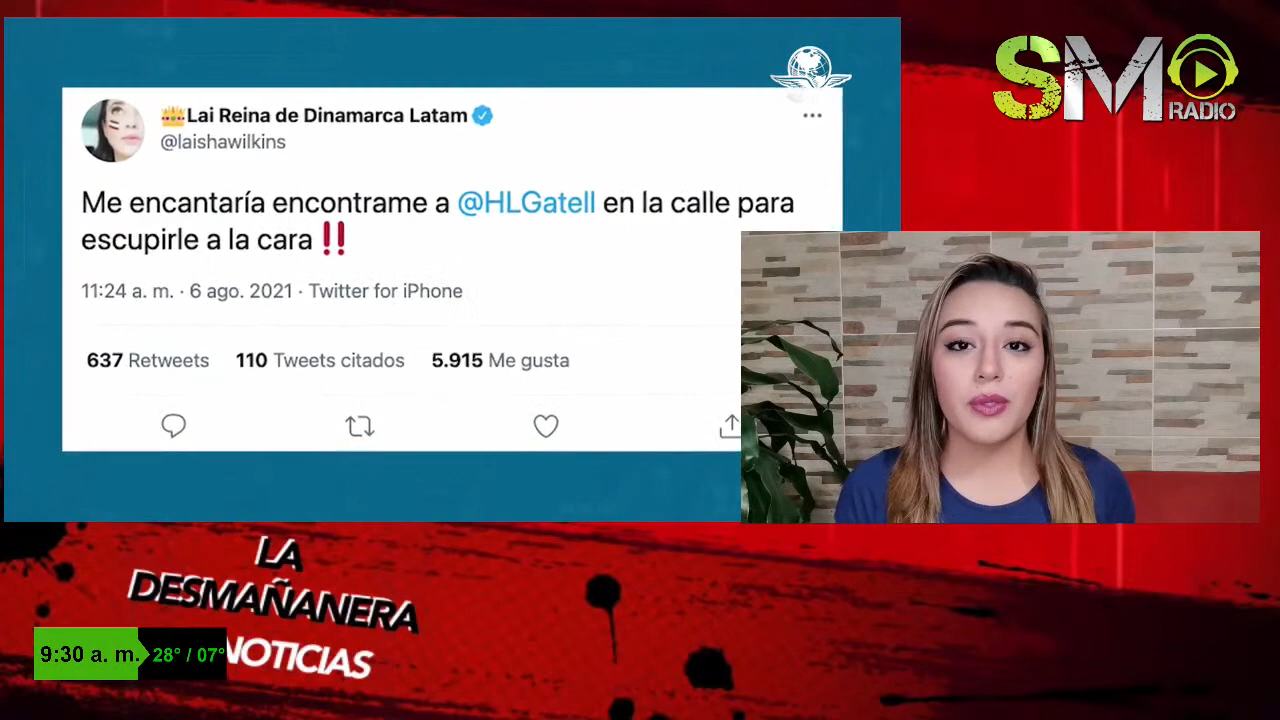 👑Lai Reina de Dinamarca Latam
@laishawilkins
Me encantaría encontrame a @HLGatell en la calle para
escupirle a la cara‼️
11:24 a. m. · 6 ago. 2021 · Twitter for iPhone
637 Retweets 110 Tweets citados 5.915 Me gusta
SM
RADIO
LA
DESMAÑANERA
NOTICIAS
9:30 a. m. 28° / 07°